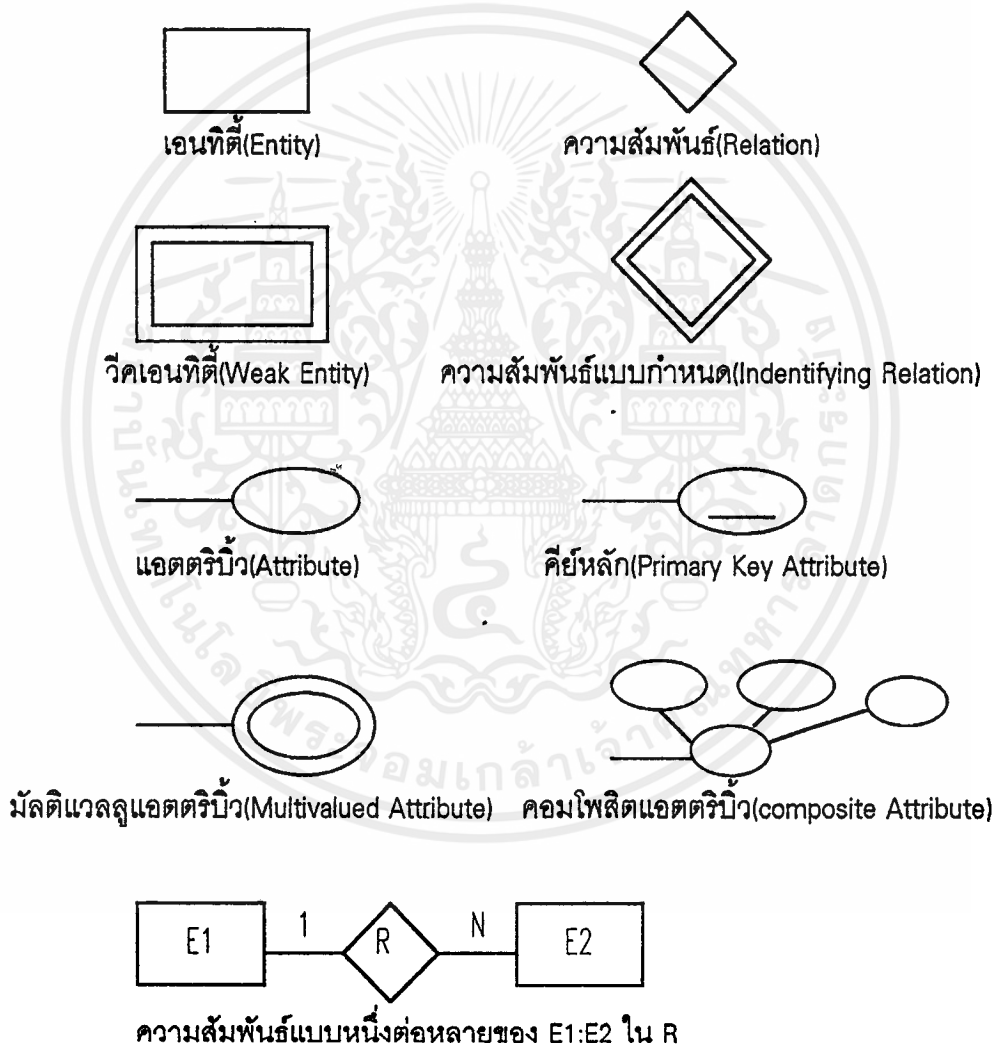 เอนทิตี้(Entity)
ความสัมพันธ์(Relation)
วีคเอนทิตี้(Weak Entity)
ความสัมพันธ์แบบกำหนด(Indentifying Relation)
แอตตริบิ้ว(Attribute)
คีย์หลัก(Primary Key Attribute)
มัลติแวลลูแอตตริบิ้ว(Multivalued Attribute)
คอมโพสิตแอตตริบิ้ว(composite Attribute)
E1 1 R N E2
ความสัมพันธ์แบบหนึ่งต่อหลายของ E1:E2 ใน R